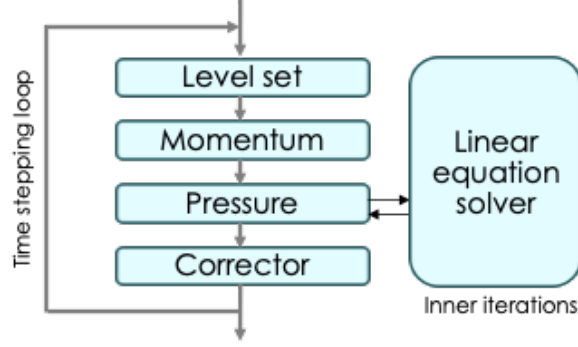 Time stepping loop
Level set
Momentum
Pressure
Corrector
Linear
equation
solver
Inner iterations